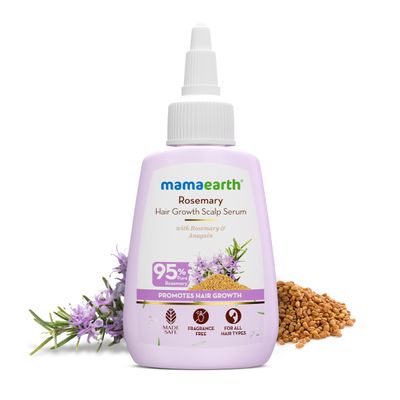 mamaearth®
Rosemary
Hair Growth Scalp Serum
with Rosemary &
Anagain
95%
Pure
Rosemary
PROMOTES HAIR GROWTH
MADE
SAFE
FRAGRANCE
FREE
FOR ALL
HAIR TYPES